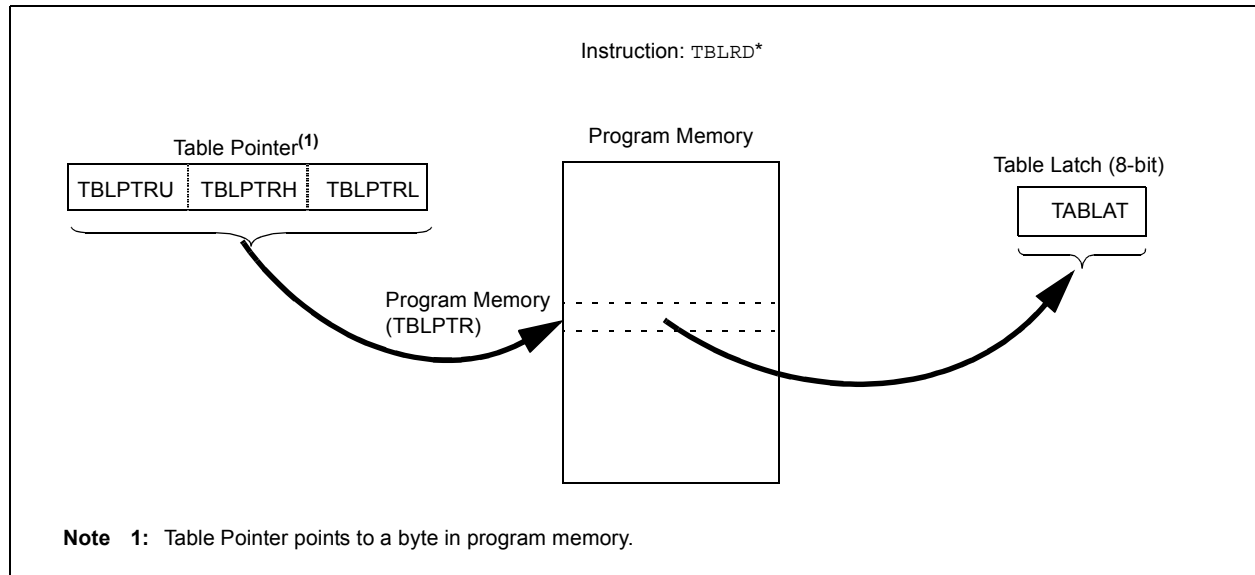 Instruction: TBLRD*
Program Memory
Table Pointer(1)
Table Latch (8-bit)
TBLPTRU TBLPTRH TBLPTRL
TABLAT
Program Memory
(TBLPTR)
Note 1: Table Pointer points to a byte in program memory.